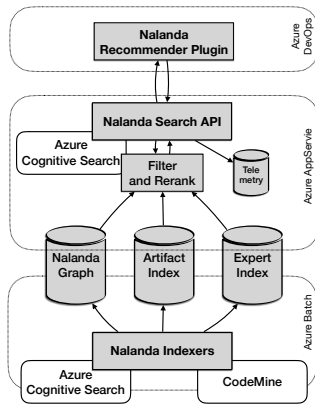 Nalanda
Recommender Plugin
Azure
DevOps
Nalanda Search API
Azure
Cognitive Search
Filter
and Rerank
Tele
metry
Azure AppServie
Nalanda
Graph
Artifact
Index
Expert
Index
Azure Batch
Nalanda Indexers
Azure
Cognitive Search
CodeMine